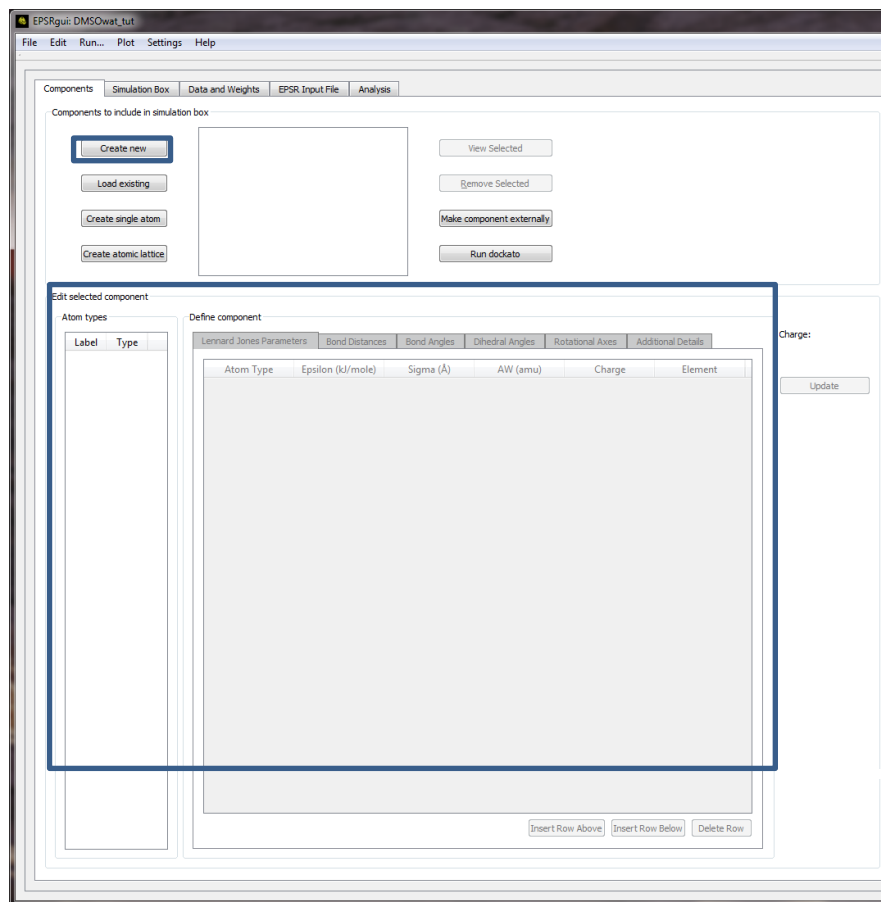 EPSRgui: DMSOwat_tut
File Edit Run... Plot Settings Help
Components Simulation Box Data and Weights EPSR Input File Analysis
Components to include in simulation box
Create new View Selected
Load existing Remove Selected
Create single atom Make component externally
Create atomic lattice Run dockato
Edit selected component
Atom types Define component
Charge:
Label Type Lennard Jones Parameters Bond Distances Bond Angles Dihedral Angles Rotational Axes Additional Details
Atom Type Epsilon (kJ/mole) Sigma (Å) AW (amu) Charge Element
Update
Insert Row Above Insert Row Below Delete Row